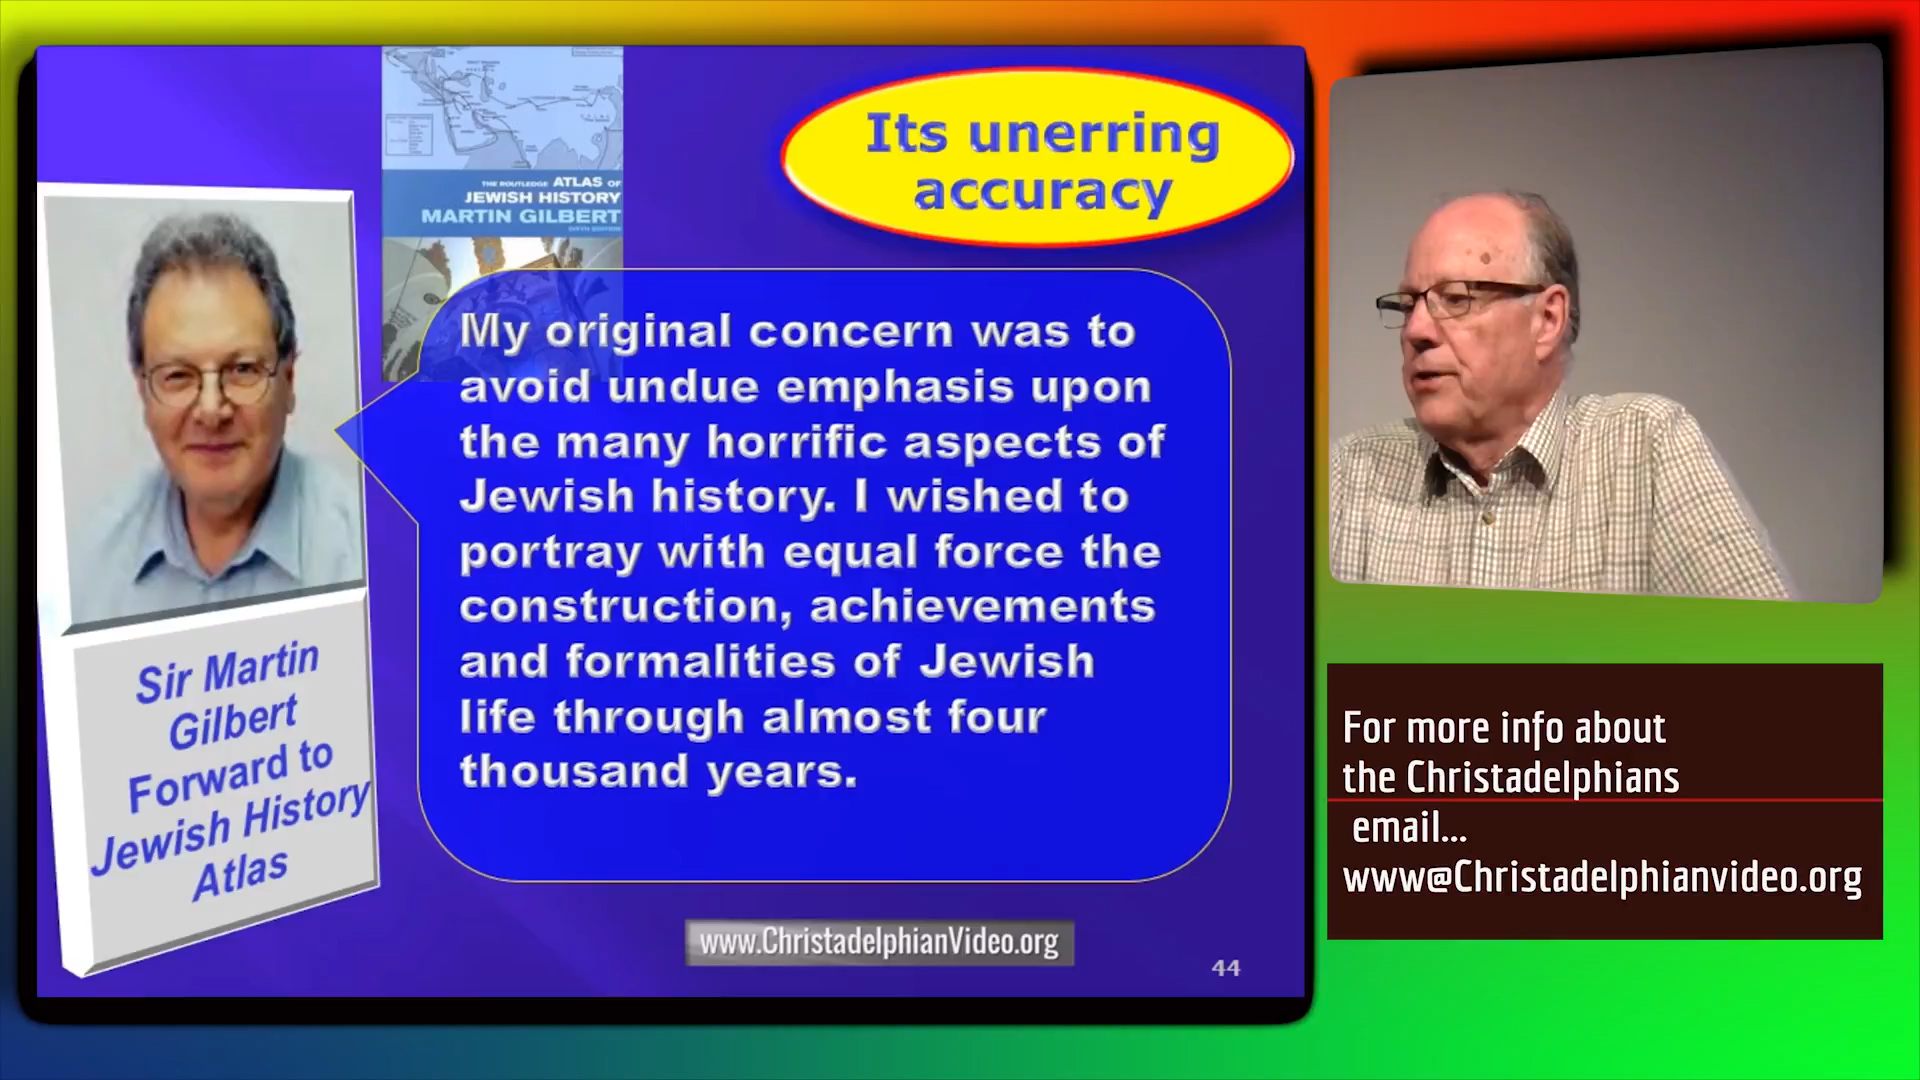 Its unerring
accuracy
THE ROUTLEDGE ATLAS OF
JEWISH HISTORY
MARTIN GILBERT
SIXTH EDITION
My original concern was to
avoid undue emphasis upon
the many horrific aspects of
Jewish history. I wished to
portray with equal force the
construction, achievements
and formalities of Jewish
life through almost four
thousand years.
Sir Martin
Gilbert
Forward to
Jewish History
Atlas
www.ChristadelphianVideo.org
44
For more info about
the Christadelphians
email...
www@Christadelphianvideo.org